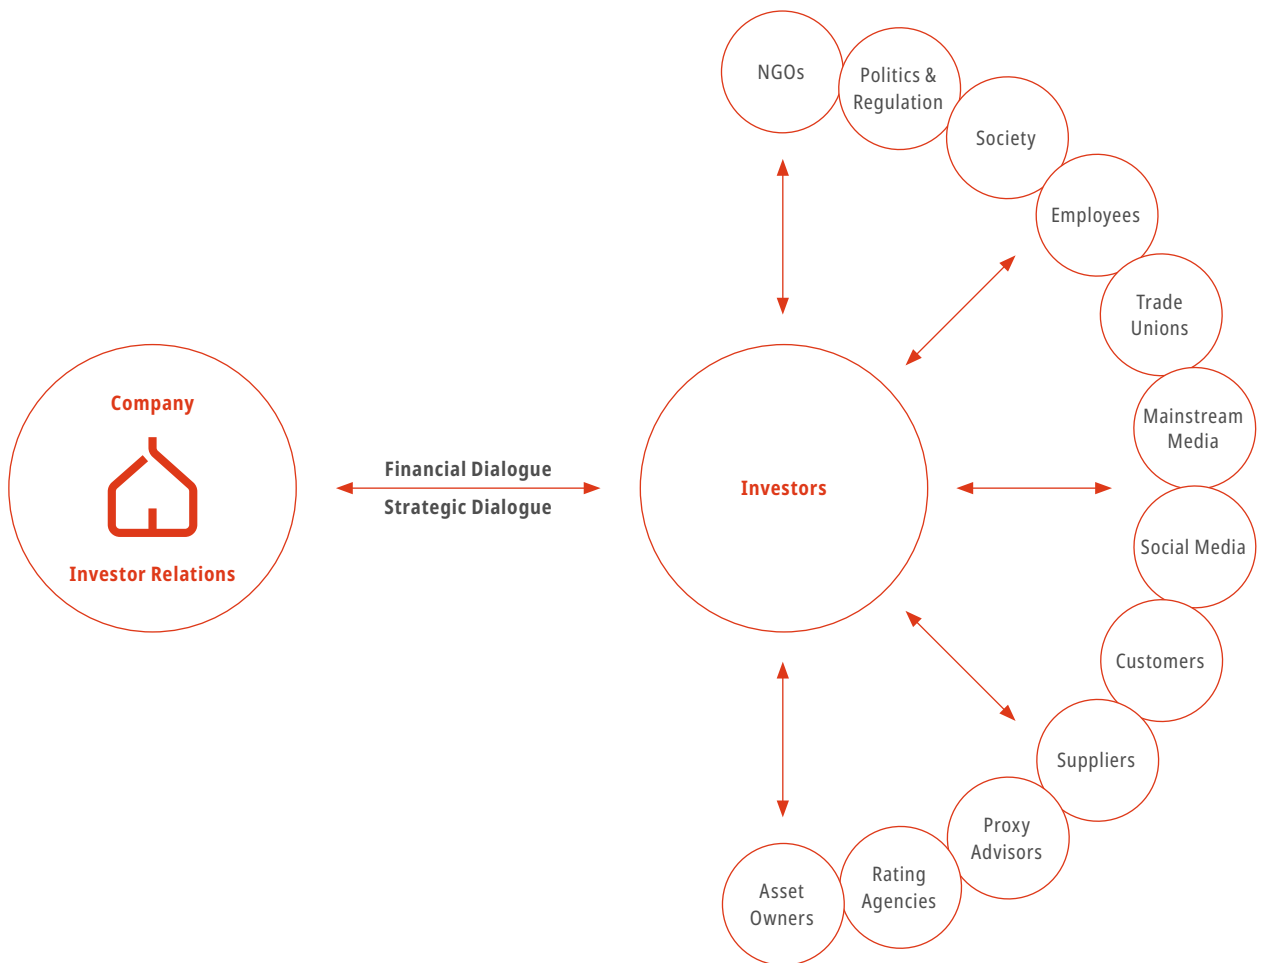 NGOs
Politics &
Regulation
Society
Employees
Trade
Unions
Mainstream
Media
Social Media
Customers
Suppliers
Proxy
Advisors
Rating
Agencies
Asset
Owners
Company
Investor Relations
Financial Dialogue
Strategic Dialogue
Investors